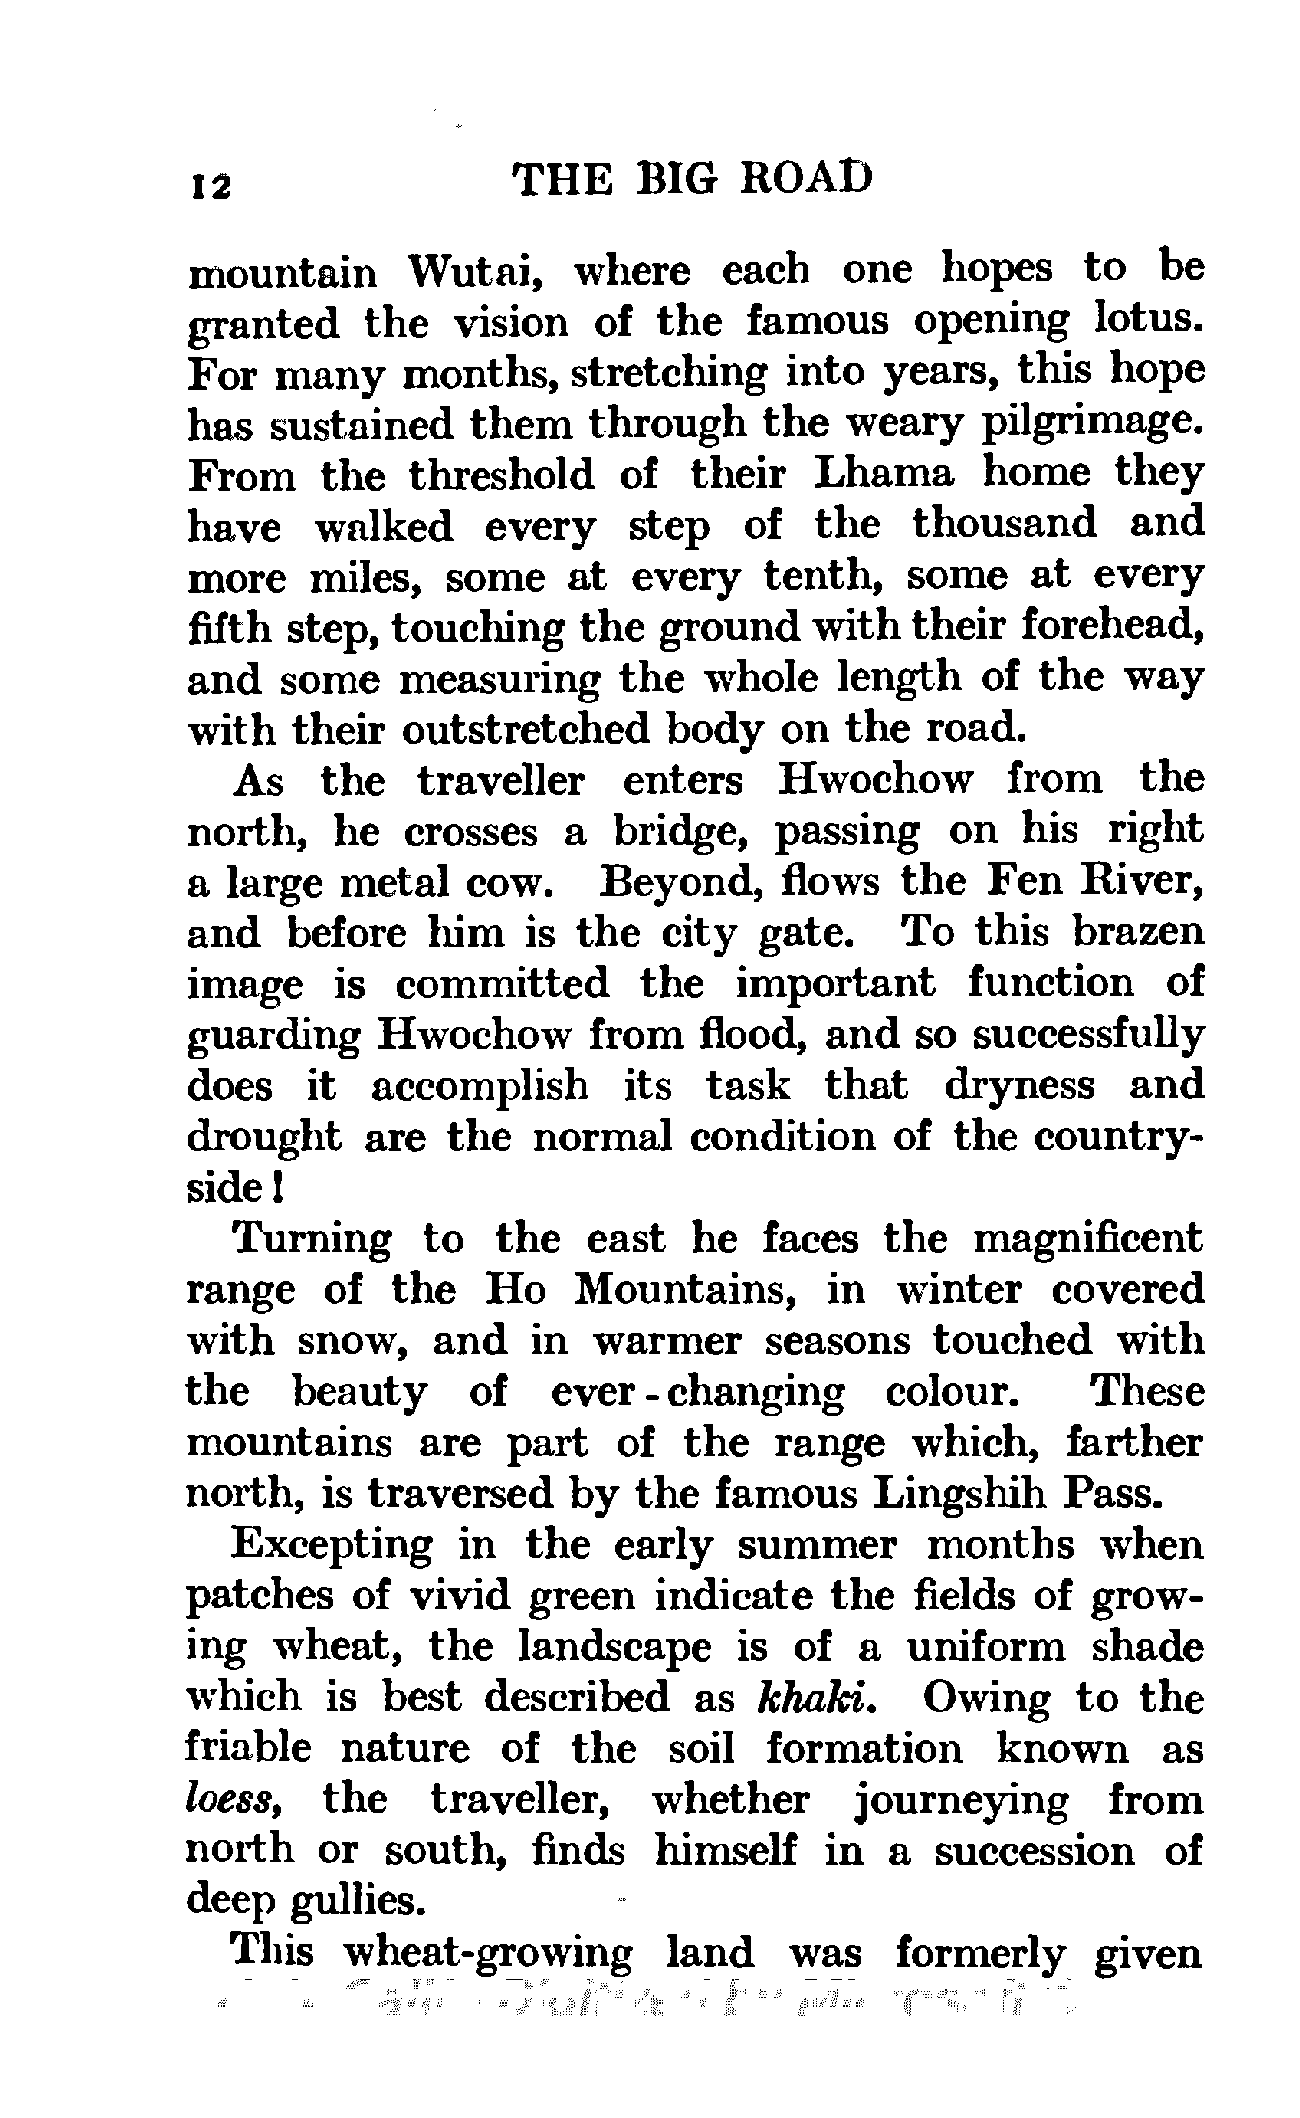 12 THE BIG ROAD
mountain Wutai, where each one hopes to be
granted the vision of the famous opening lotus.
For many months, stretching into years, this hope
has sustained them through the weary pilgrimage.
From the threshold of their Lhama home they
have walked every step of the thousand and
more miles, some at every tenth, some at every
fifth step, touching the ground with their forehead,
and some measuring the whole length of the way
with their outstretched body on the road.
As the traveller enters Hwochow from the
north, he crosses a bridge, passing on his right
a large metal cow. Beyond, flows the Fen River,
and before him is the city gate. To this brazen
image is committed the important function of
guarding Hwochow from flood, and so successfully
does it accomplish its task that dryness and
drought are the normal condition of the country-
side!
Turning to the east he faces the magnificent
range of the Ho Mountains, in winter covered
with snow, and in warmer seasons touched with
the beauty of ever-changing colour. These
mountains are part of the range which, farther
north, is traversed by the famous Lingshih Pass.
Excepting in the early summer months when
patches of vivid green indicate the fields of grow-
ing wheat, the landscape is of a uniform shade
which is best described as khaki. Owing to the
friable nature of the soil formation known as
loess, the traveller, whether journeying from
north or south, finds himself in a succession of
deep gullies.
This wheat-growing land was formerly given